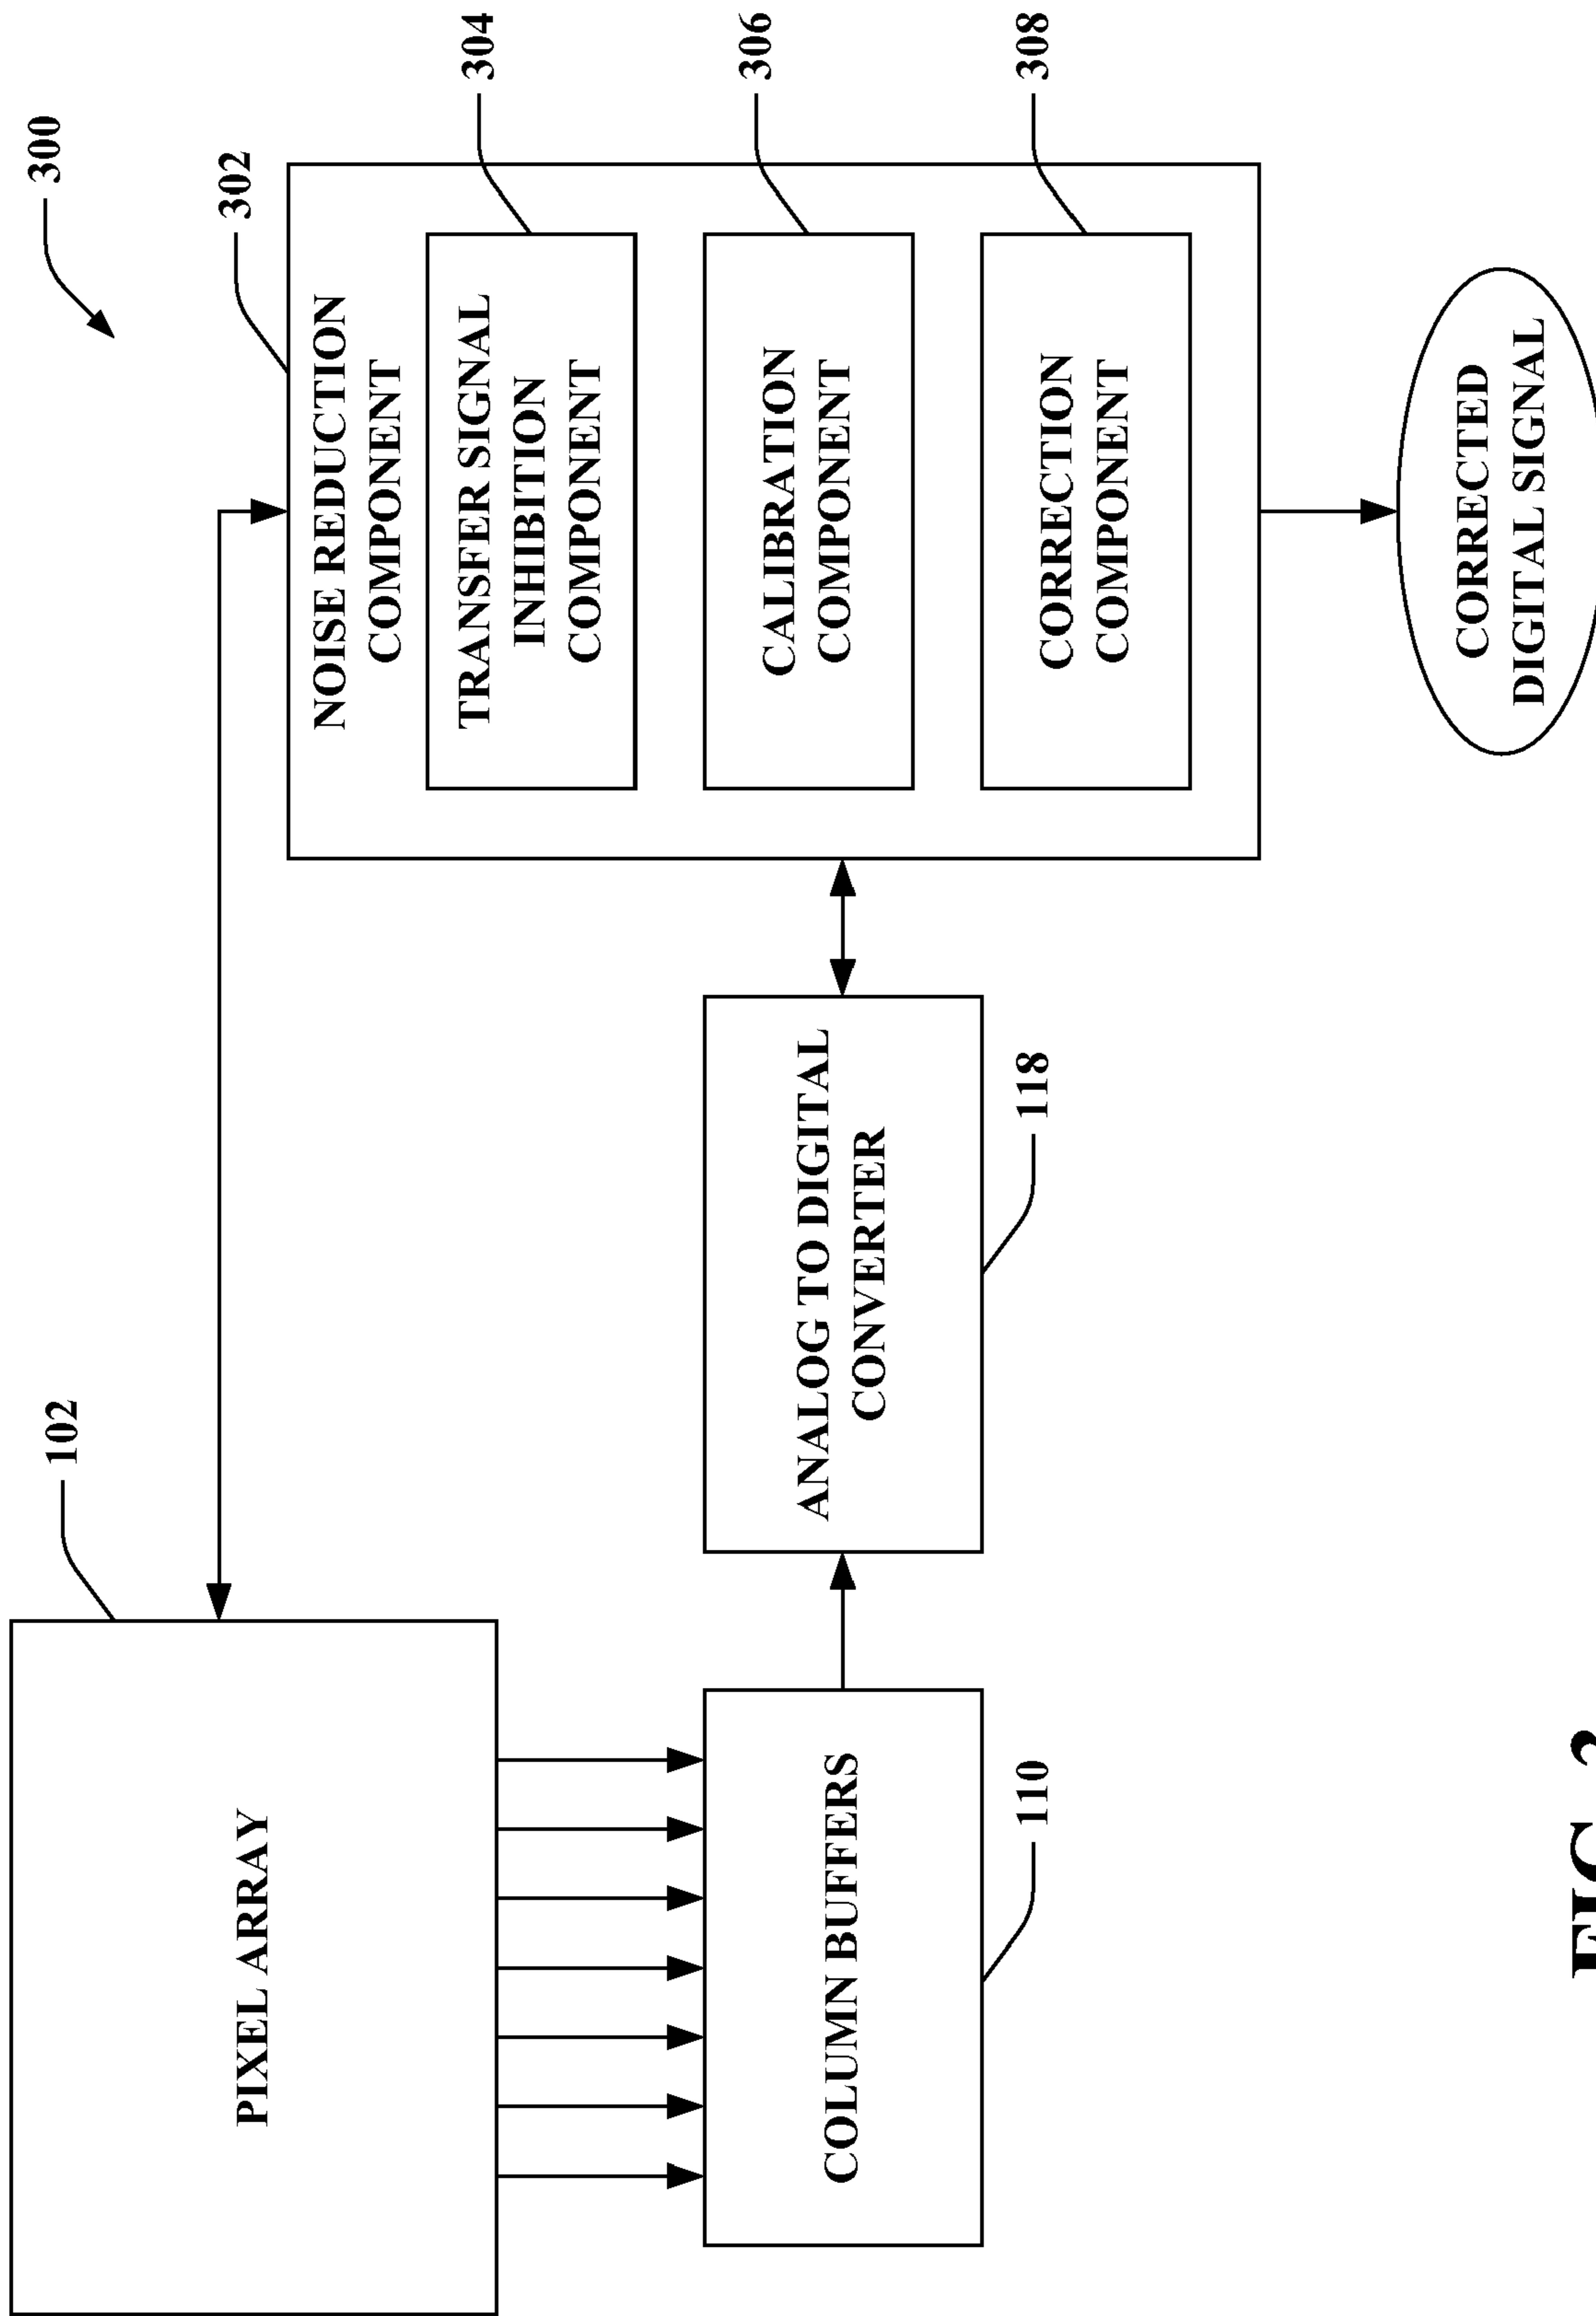 300
102
302
PIXEL ARRAY
NOISE REDUCTION
COMPONENT
304
TRANSFER SIGNAL
INHIBITION
COMPONENT
306
COLUMN BUFFERS
ANALOG TO DIGITAL
CONVERTER
CALIBRATION
COMPONENT
110
118
308
CORRECTION
COMPONENT
CORRECTED
DIGITAL SIGNAL
FIG.